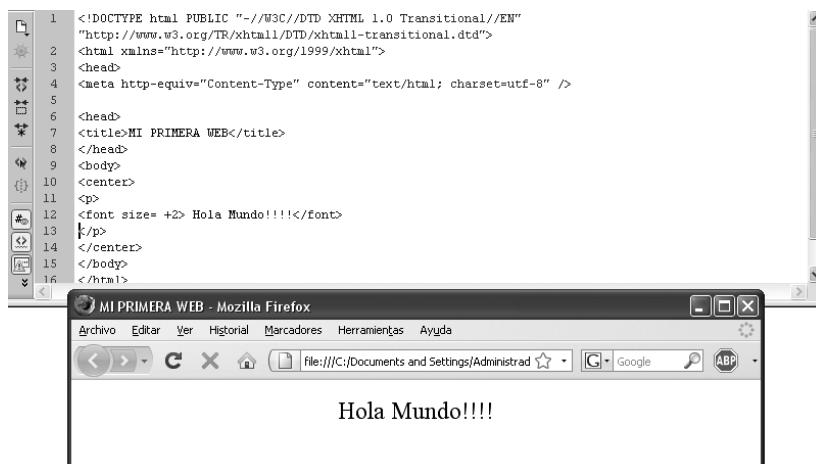 1 <!DOCTYPE html PUBLIC "-//W3C//DTD XHTML 1.0 Transitional//EN"
"http://www.w3.org/TR/xhtml1/DTD/xhtml1-transitional.dtd">
2 <html xmlns="http://www.w3.org/1999/xhtml">
3 <head>
4 <meta http-equiv="Content-Type" content="text/html; charset=utf-8" />
5
6 <head>
7 <title>MI PRIMERA WEB</title>
8 </head>
9 <body>
10 <center>
11 <p>
12 <font size= +2> Hola Mundo!!!!</font>
13 </p>
14 </center>
15 </body>
16 </html>
MI PRIMERA WEB - Mozilla Firefox
Archivo Editar Ver Historial Marcadores Herramientas Ayuda
file:///C:/Documents and Settings/Administrad G Google ABP
Hola Mundo!!!!